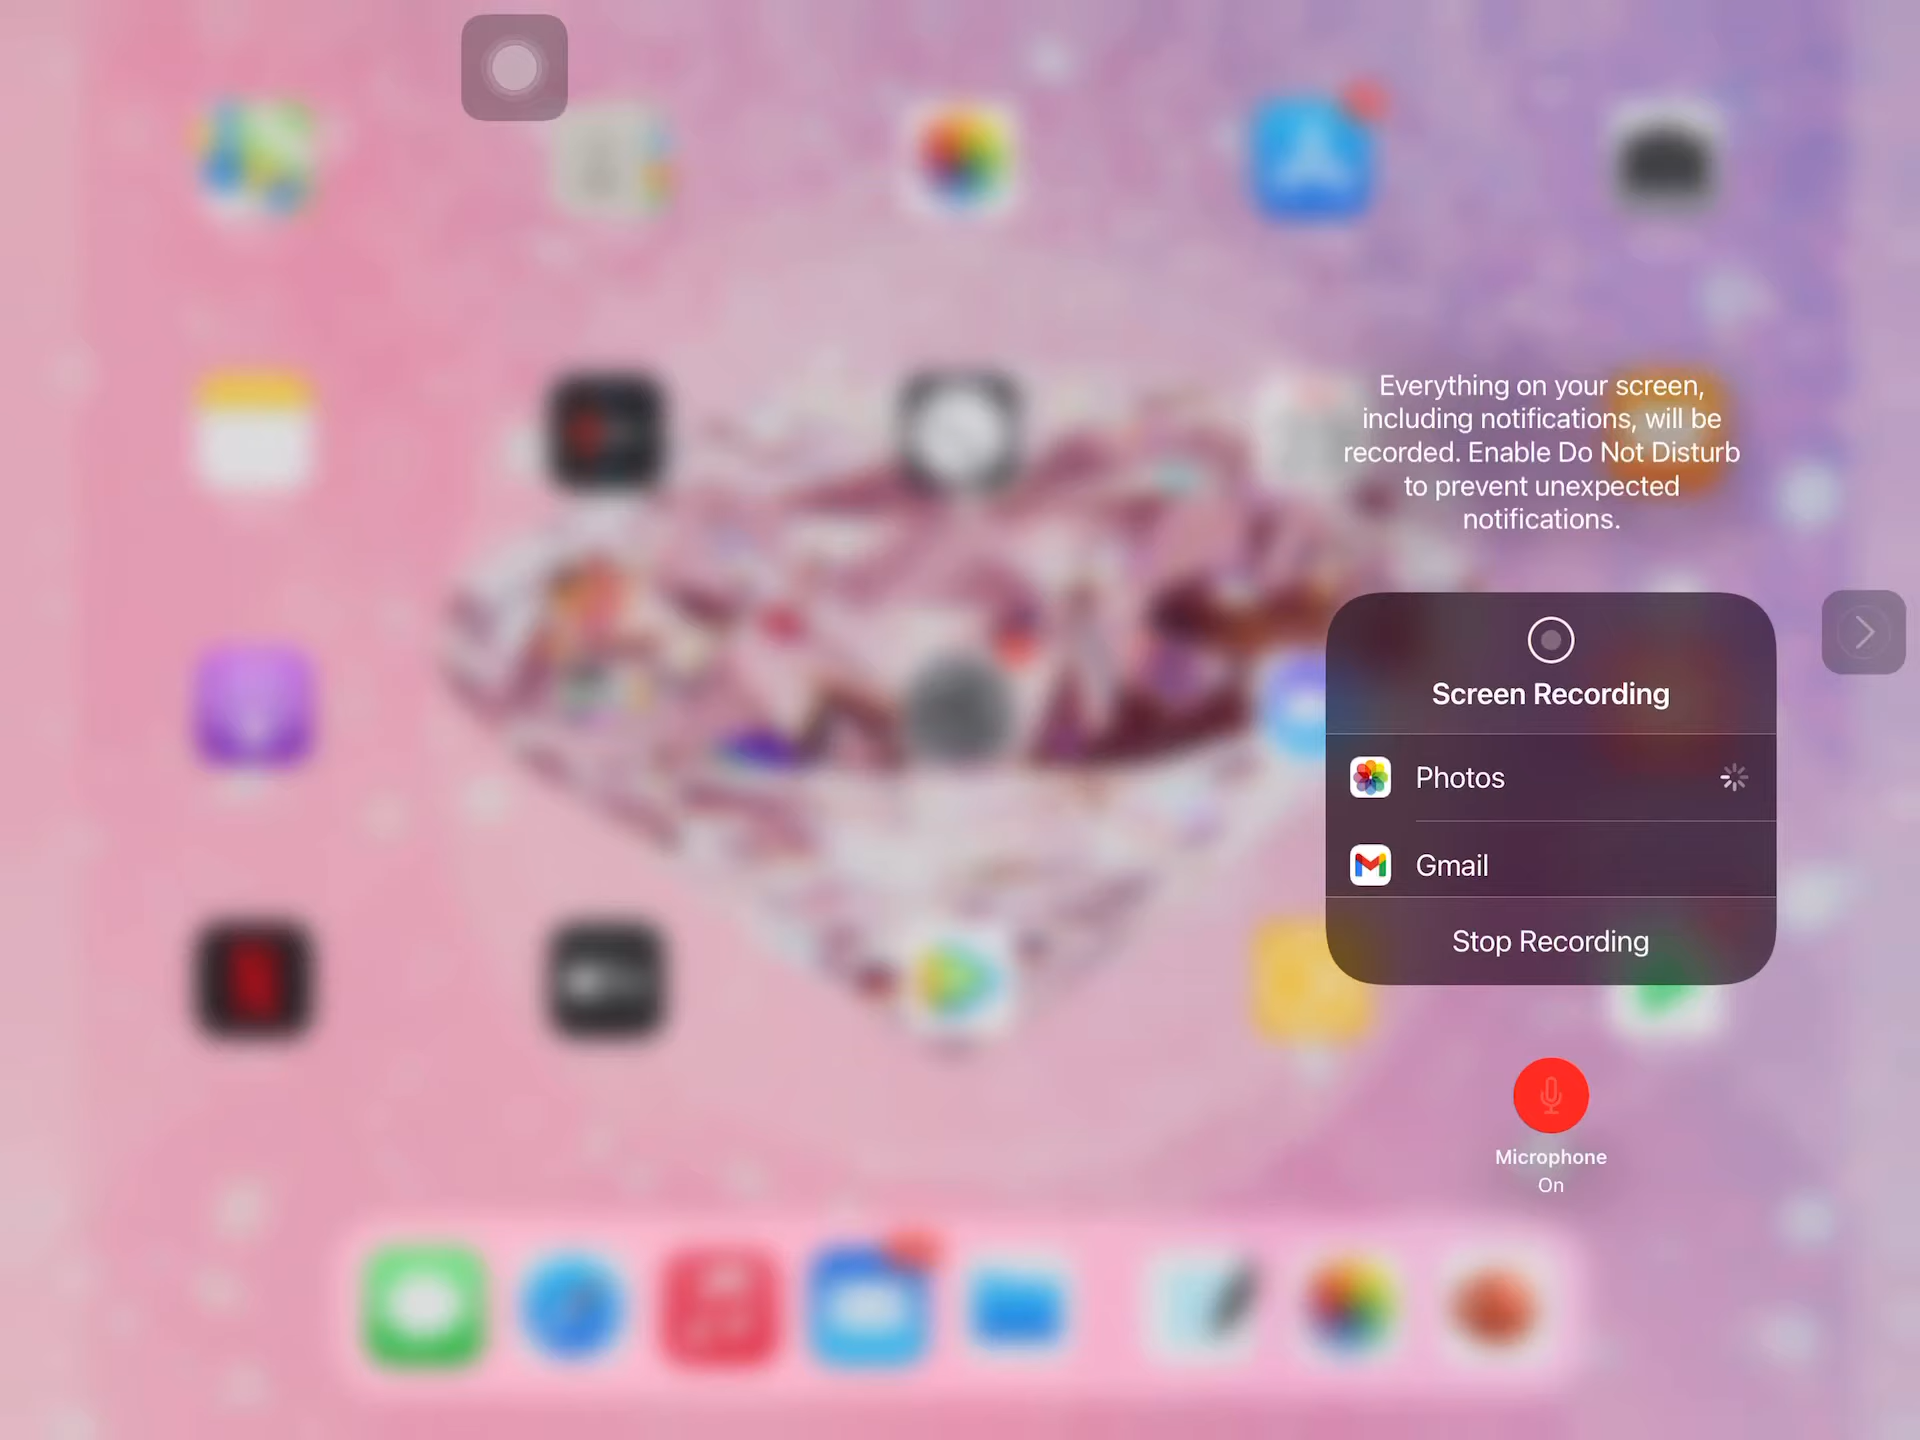 Everything on your screen,
including notifications, will be
recorded. Enable Do Not Disturb
to prevent unexpected
notifications.
Screen Recording
Photos
Gmail
Stop Recording
Microphone
On